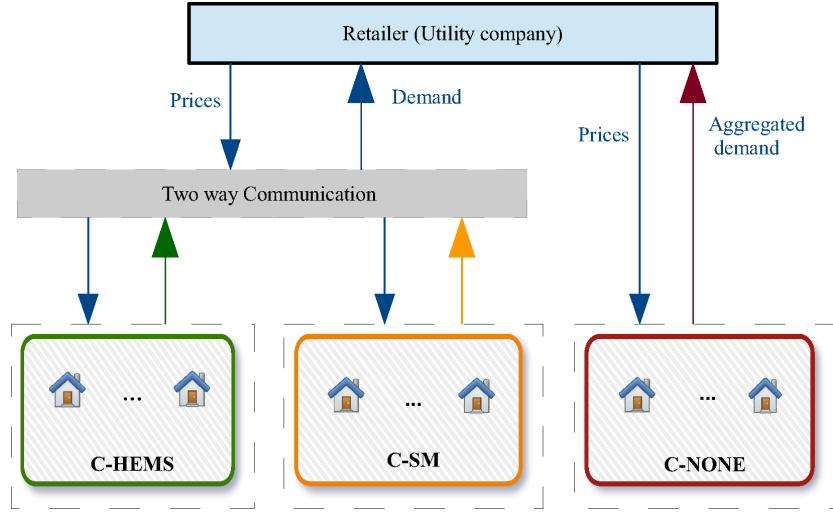 Retailer (Utility company)
Prices
Demand
Prices
Aggregated
demand
Two way Communication
...
...
...
C-HEMS
C-SM
C-NONE